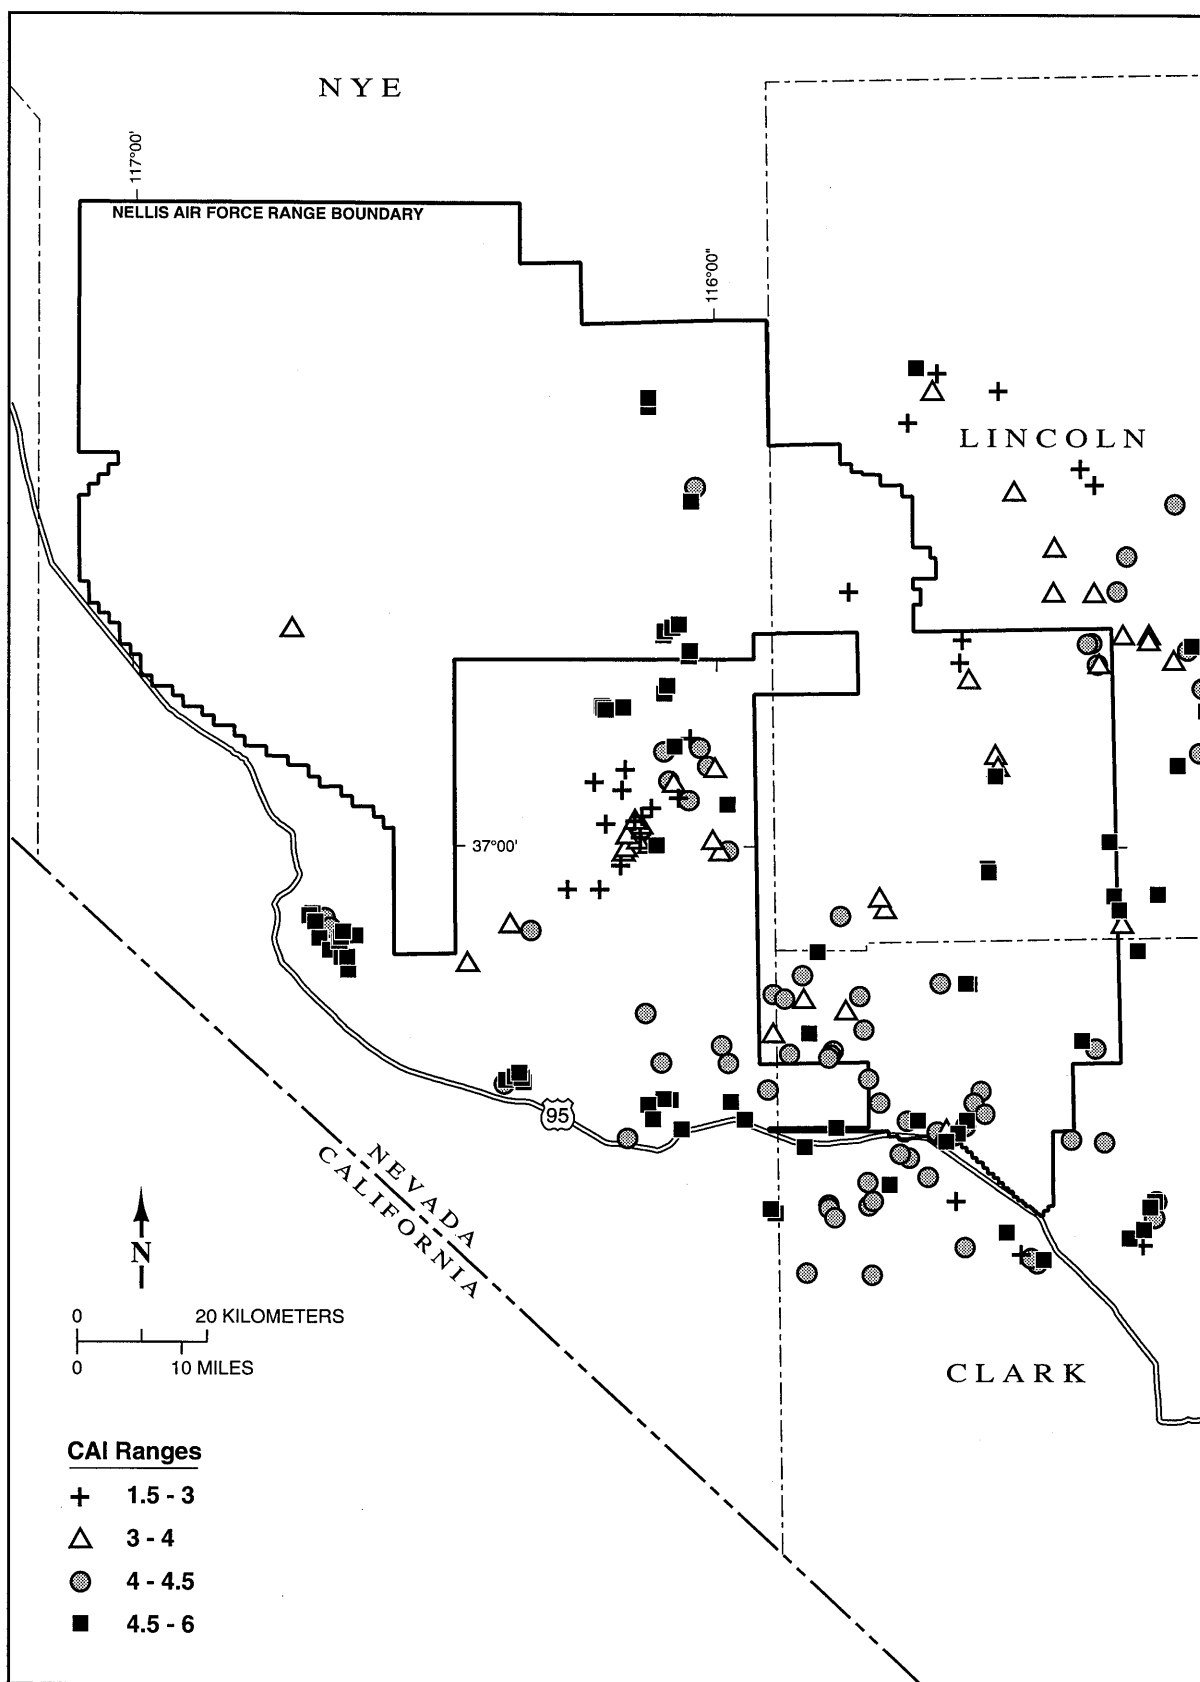 NYE
117°00'
NELLIS AIR FORCE RANGE BOUNDARY
116°00"
LINCOLN
37°00'
95
NEVADA
CALIFORNIA
N
0 20 KILOMETERS
0 10 MILES
CLARK
CAI Ranges
1.5 - 3
3 - 4
4 - 4.5
4.5 - 6